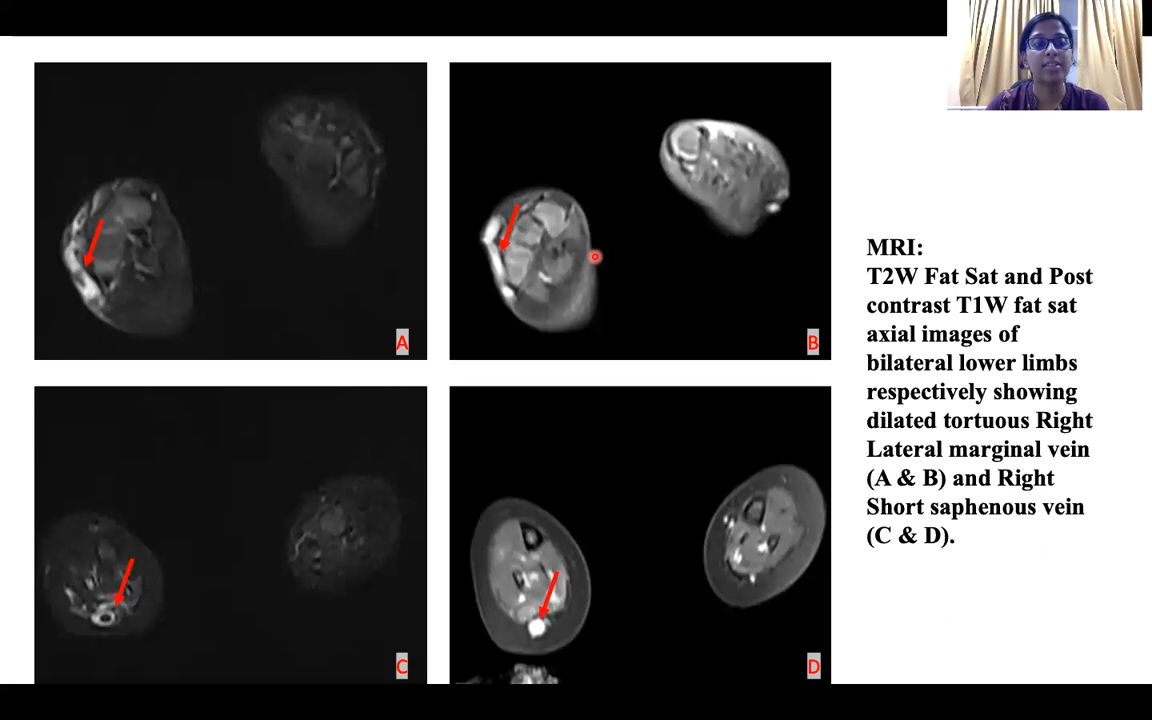 A
B
MRI:
T2W Fat Sat and Post
contrast T1W fat sat
axial images of
bilateral lower limbs
respectively showing
dilated tortuous Right
Lateral marginal vein
(A & B) and Right
Short saphenous vein
(C & D).
C
D